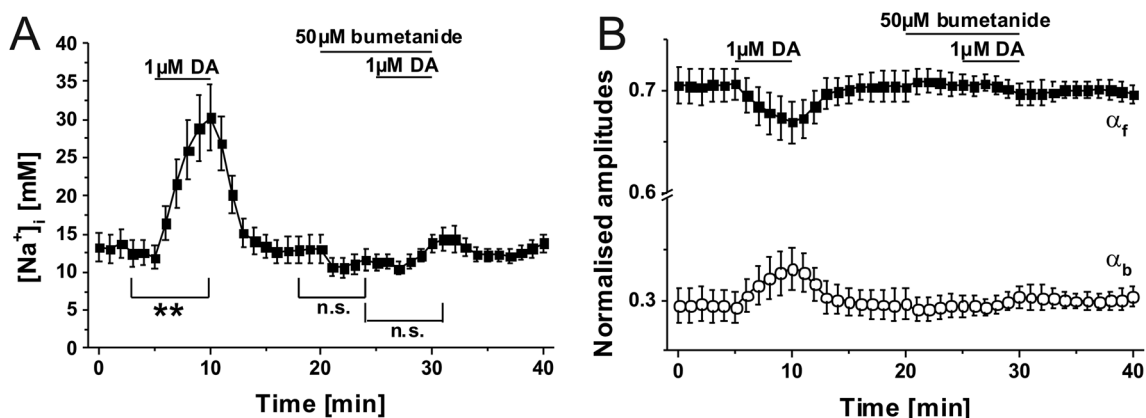 A
50µM bumetanide
1µM DA
1µM DA
[Na⁺]ᵢ [mM]
40
35
30
25
20
15
10
5
0
**
n.s.
n.s.
0 10 20 30 40
Time [min]
B
50µM bumetanide
1µM DA
1µM DA
Normalised amplitudes
0.7
0.6
0.3
αf
αb
0 10 20 30 40
Time [min]